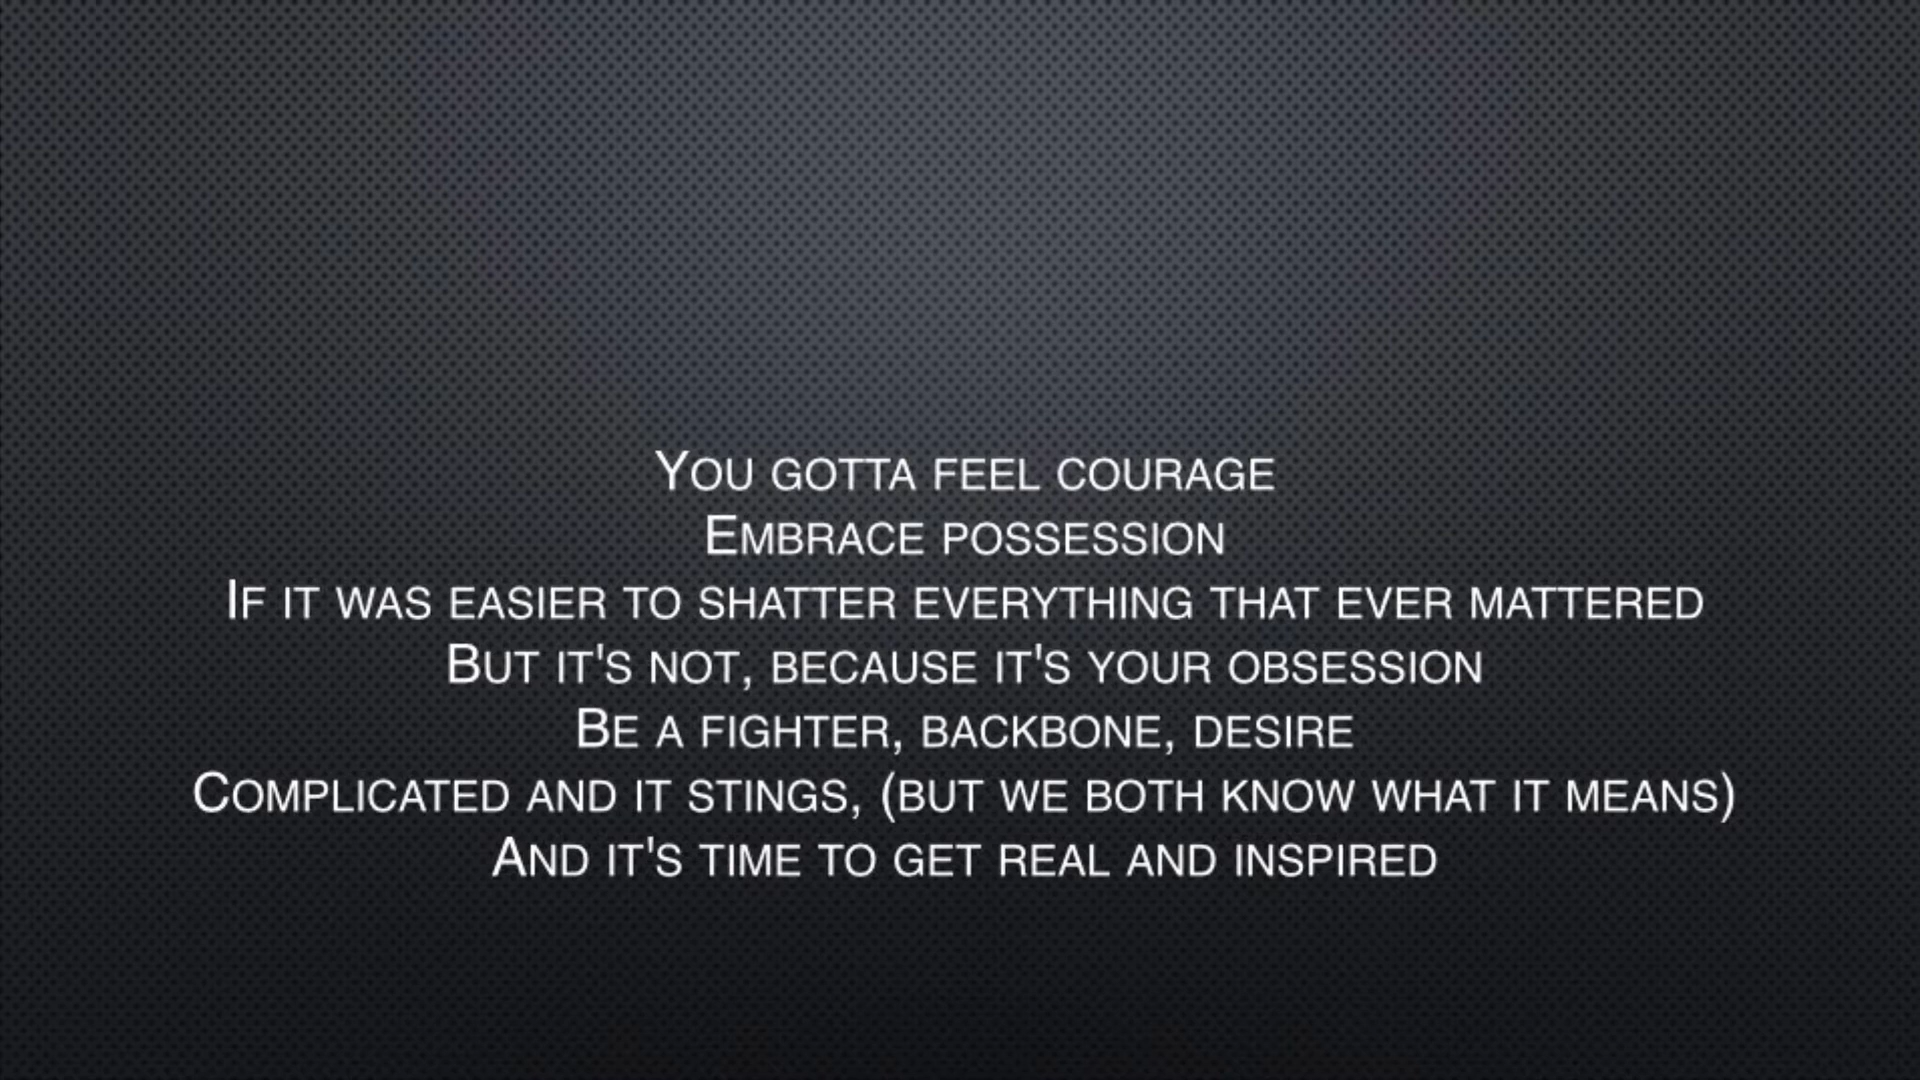 You gotta feel courage
Embrace possession
If it was easier to shatter everything that ever mattered
But it's not, because it's your obsession
Be a fighter, backbone, desire
Complicated and it stings, (but we both know what it means)
And it's time to get real and inspired